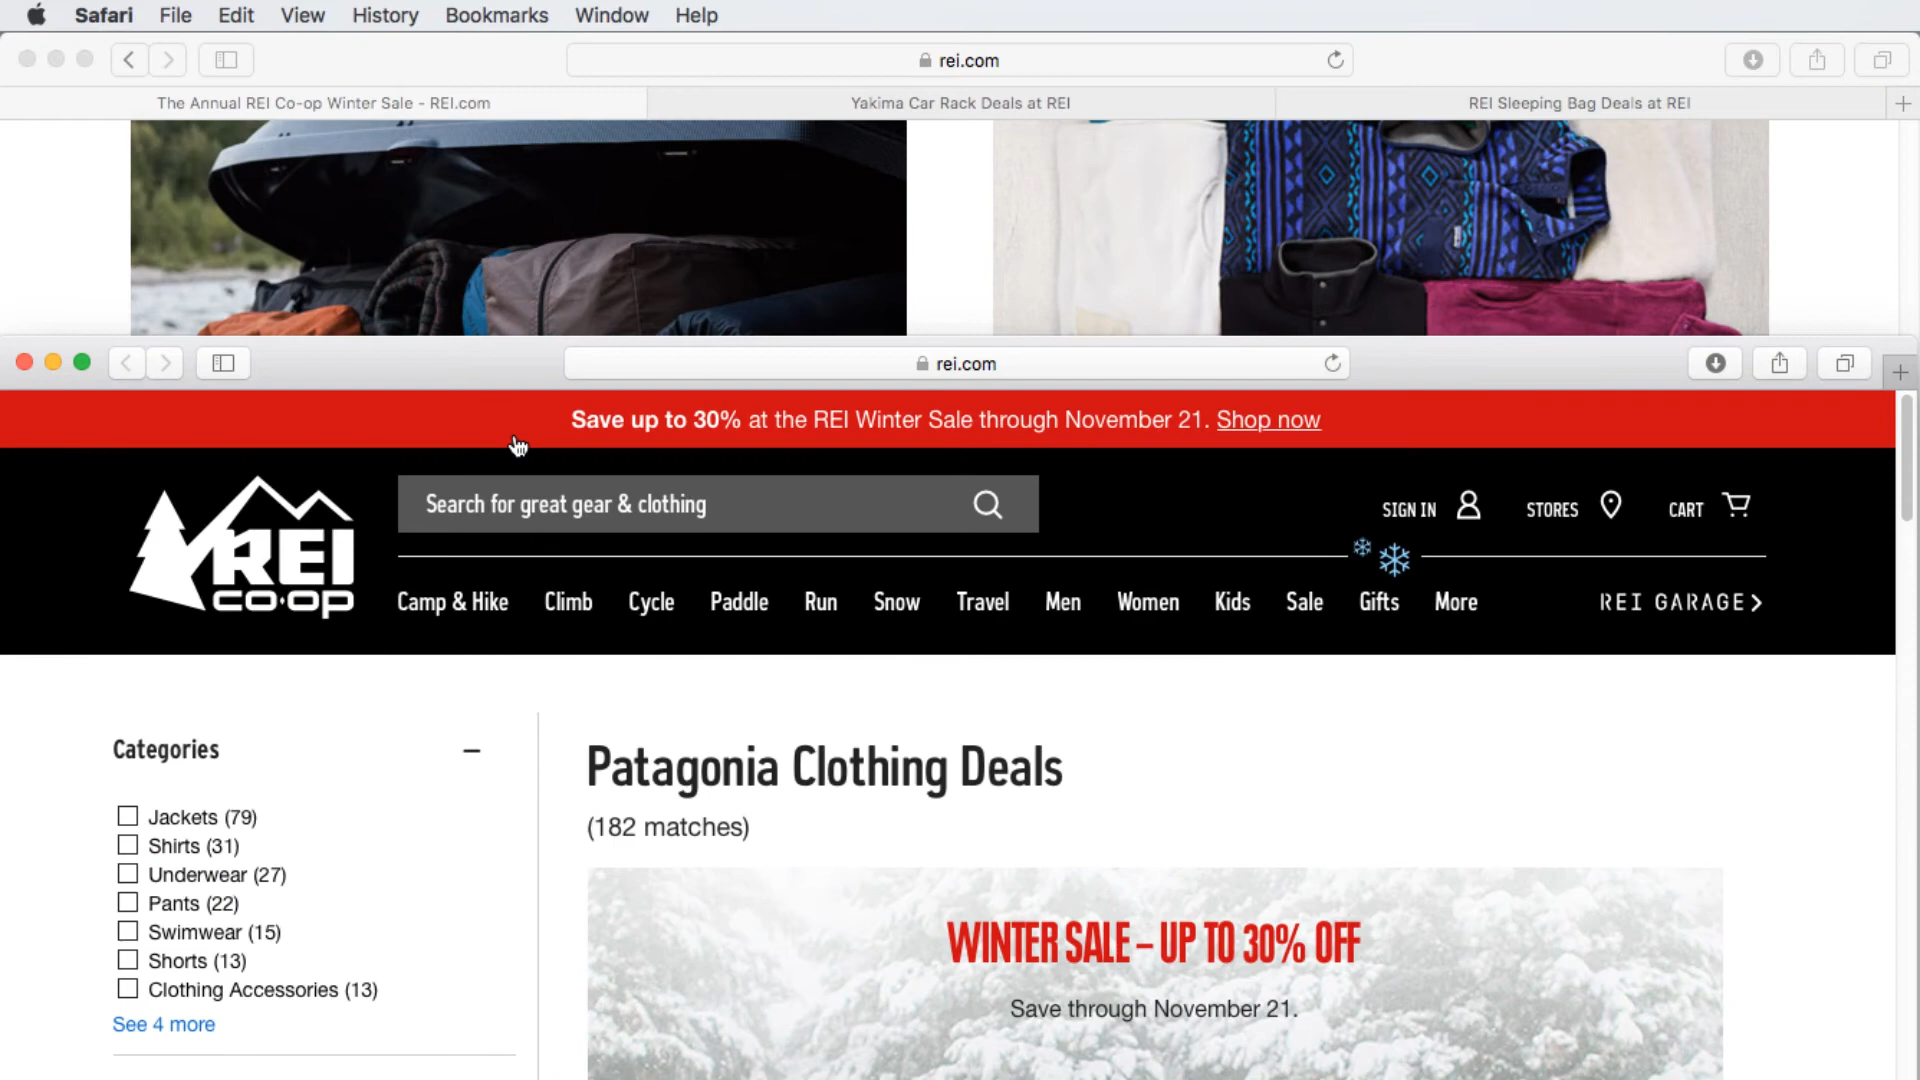 Safari File Edit View History Bookmarks Window Help
rei.com
The Annual REI Co-op Winter Sale - REI.com
Yakima Car Rack Deals at REI
REI Sleeping Bag Deals at REI
rei.com
Save up to 30% at the REI Winter Sale through November 21. Shop now
REI
CO·OP
Search for great gear & clothing
SIGN IN
STORES
CART
Camp & Hike Climb Cycle Paddle Run Snow Travel Men Women Kids Sale Gifts More
REI GARAGE
Categories
Jackets (79)
Shirts (31)
Underwear (27)
Pants (22)
Swimwear (15)
Shorts (13)
Clothing Accessories (13)
See 4 more
Patagonia Clothing Deals
(182 matches)
WINTER SALE – UP TO 30% OFF
Save through November 21.